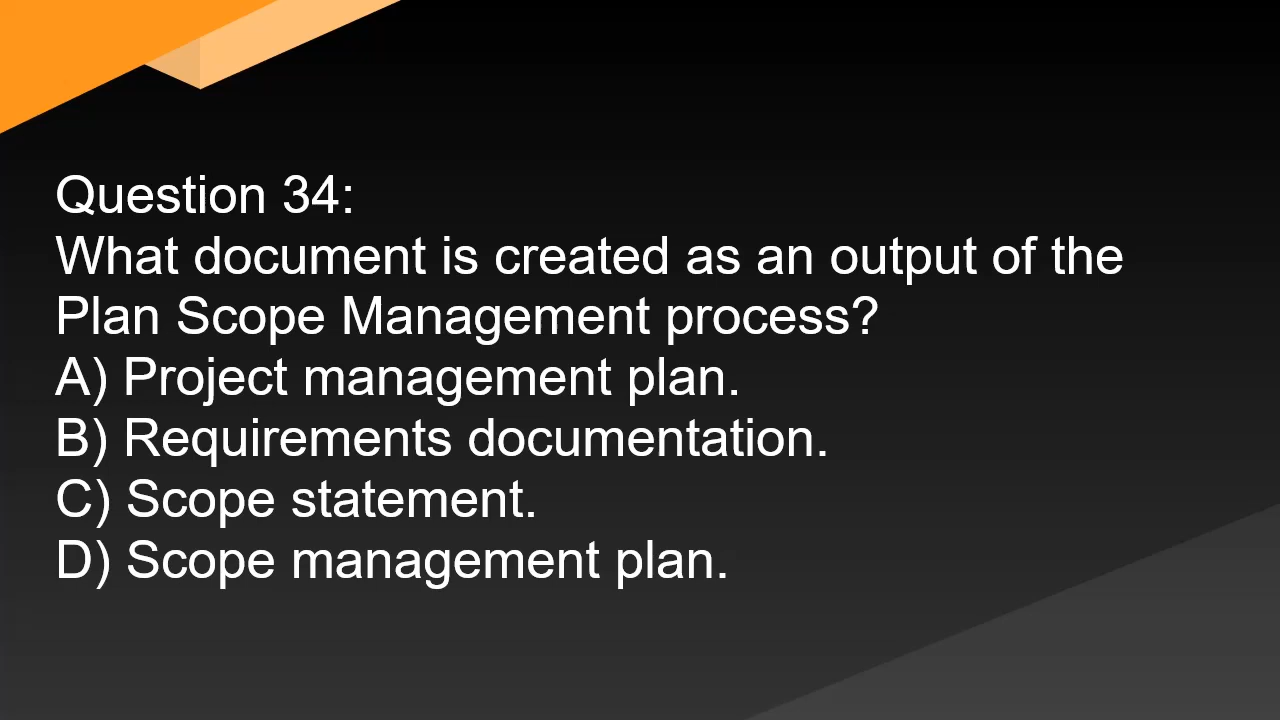 Question 34:
What document is created as an output of the
Plan Scope Management process?
A) Project management plan.
B) Requirements documentation.
C) Scope statement.
D) Scope management plan.